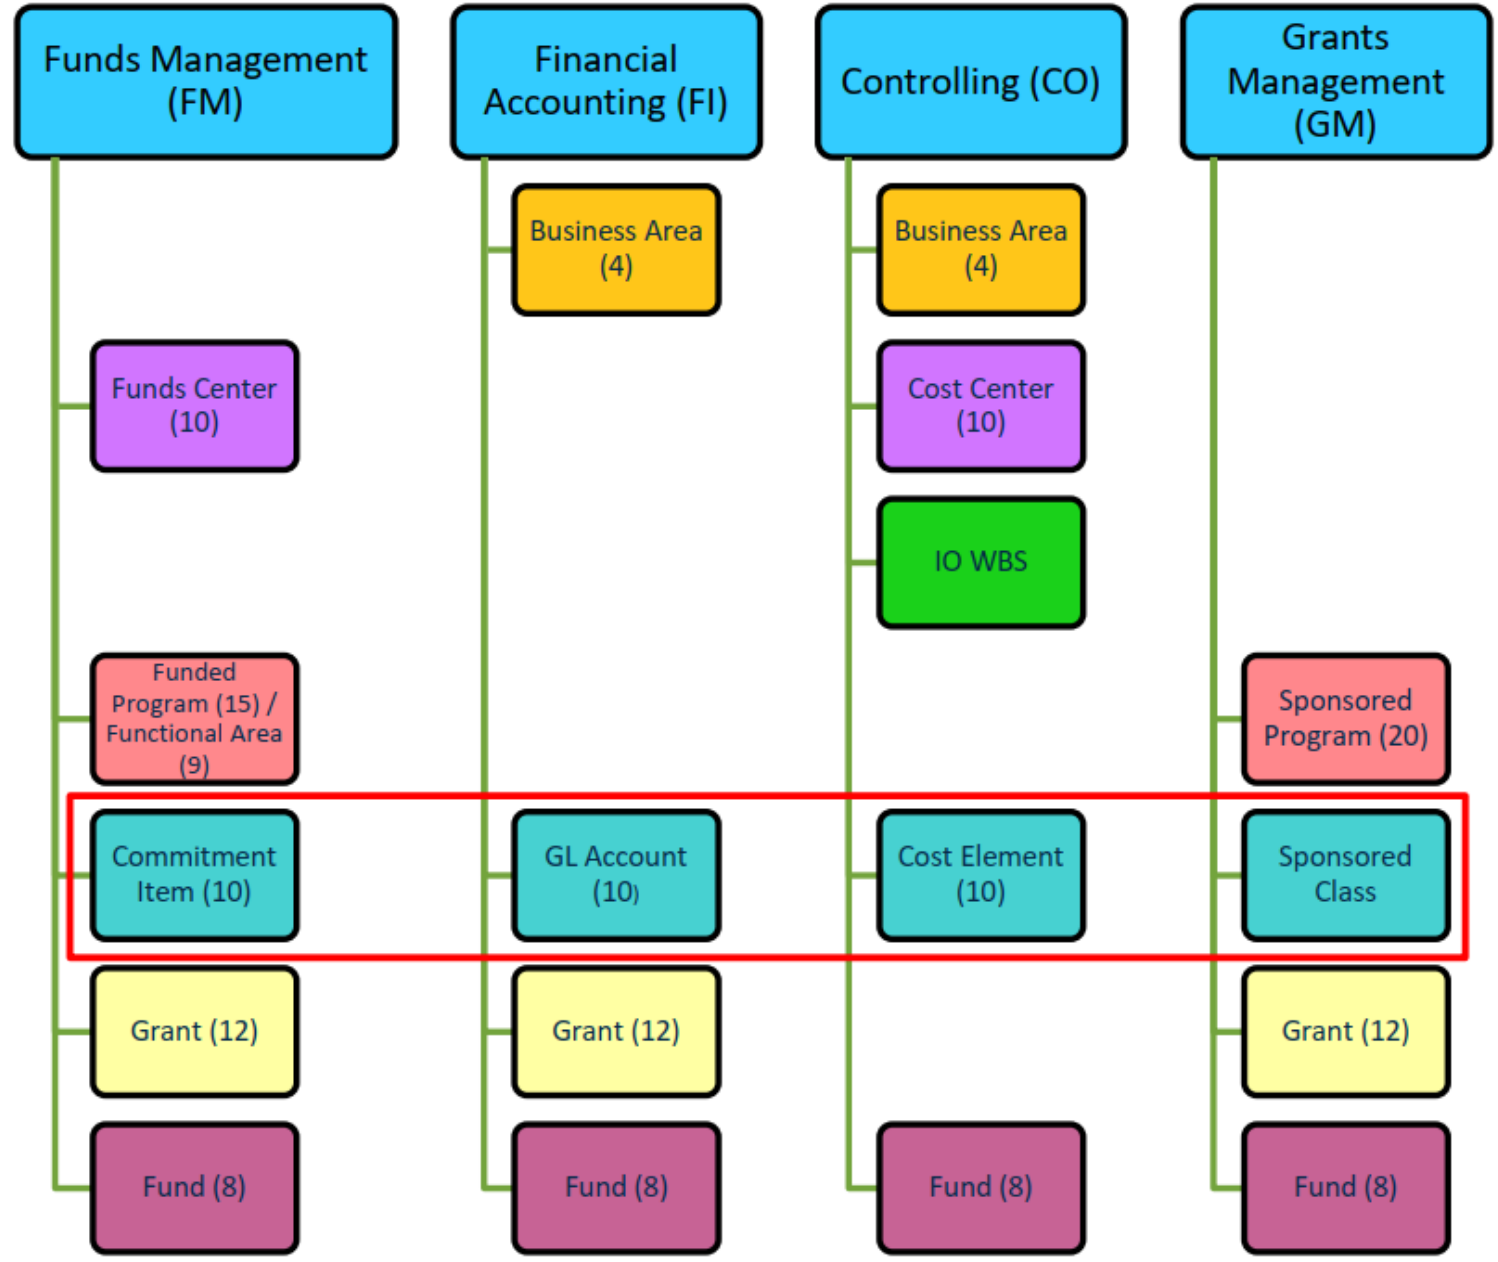 Funds Management
(FM)
Financial
Accounting (FI)
Controlling (CO)
Grants
Management
(GM)
Business Area
(4)
Business Area
(4)
Funds Center
(10)
Cost Center
(10)
IO WBS
Funded
Program (15) /
Functional Area
(9)
Sponsored
Program (20)
Commitment
Item (10)
GL Account
(10)
Cost Element
(10)
Sponsored
Class
Grant (12)
Grant (12)
Grant (12)
Fund (8)
Fund (8)
Fund (8)
Fund (8)